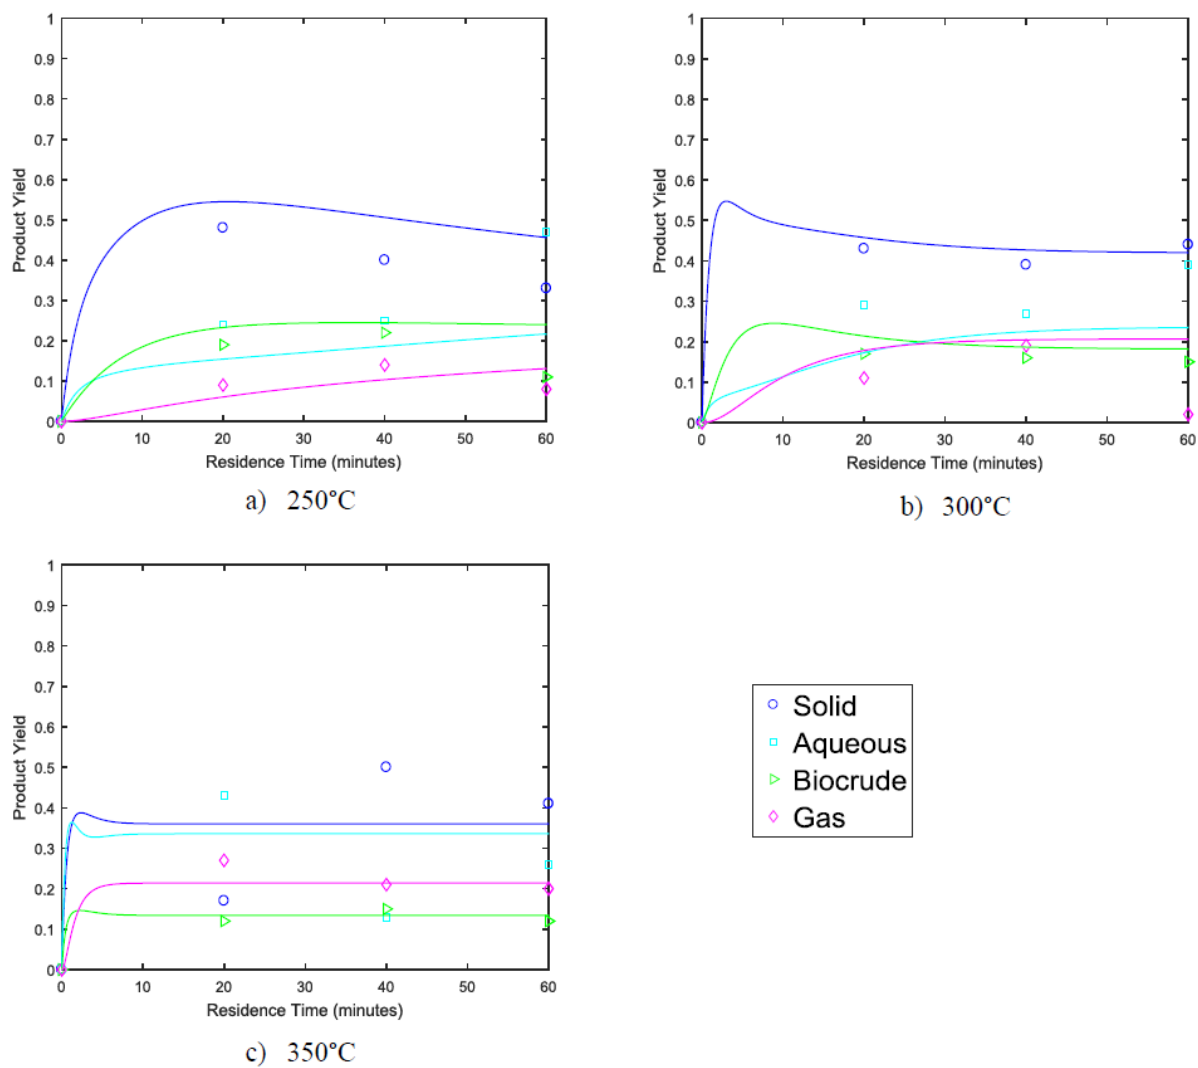 1
0.9
0.8
0.7
0.6
0.5
0.4
0.3
0.2
0.1
0
Product Yield
0 10 20 30 40 50 60
Residence Time (minutes)
a) 250°C
1
0.9
0.8
0.7
0.6
0.5
0.4
0.3
0.2
0.1
0
Product Yield
0 10 20 30 40 50 60
Residence Time (minutes)
b) 300°C
1
0.9
0.8
0.7
0.6
0.5
0.4
0.3
0.2
0.1
0
Product Yield
0 10 20 30 40 50 60
Residence Time (minutes)
c) 350°C
Solid
Aqueous
Biocrude
Gas